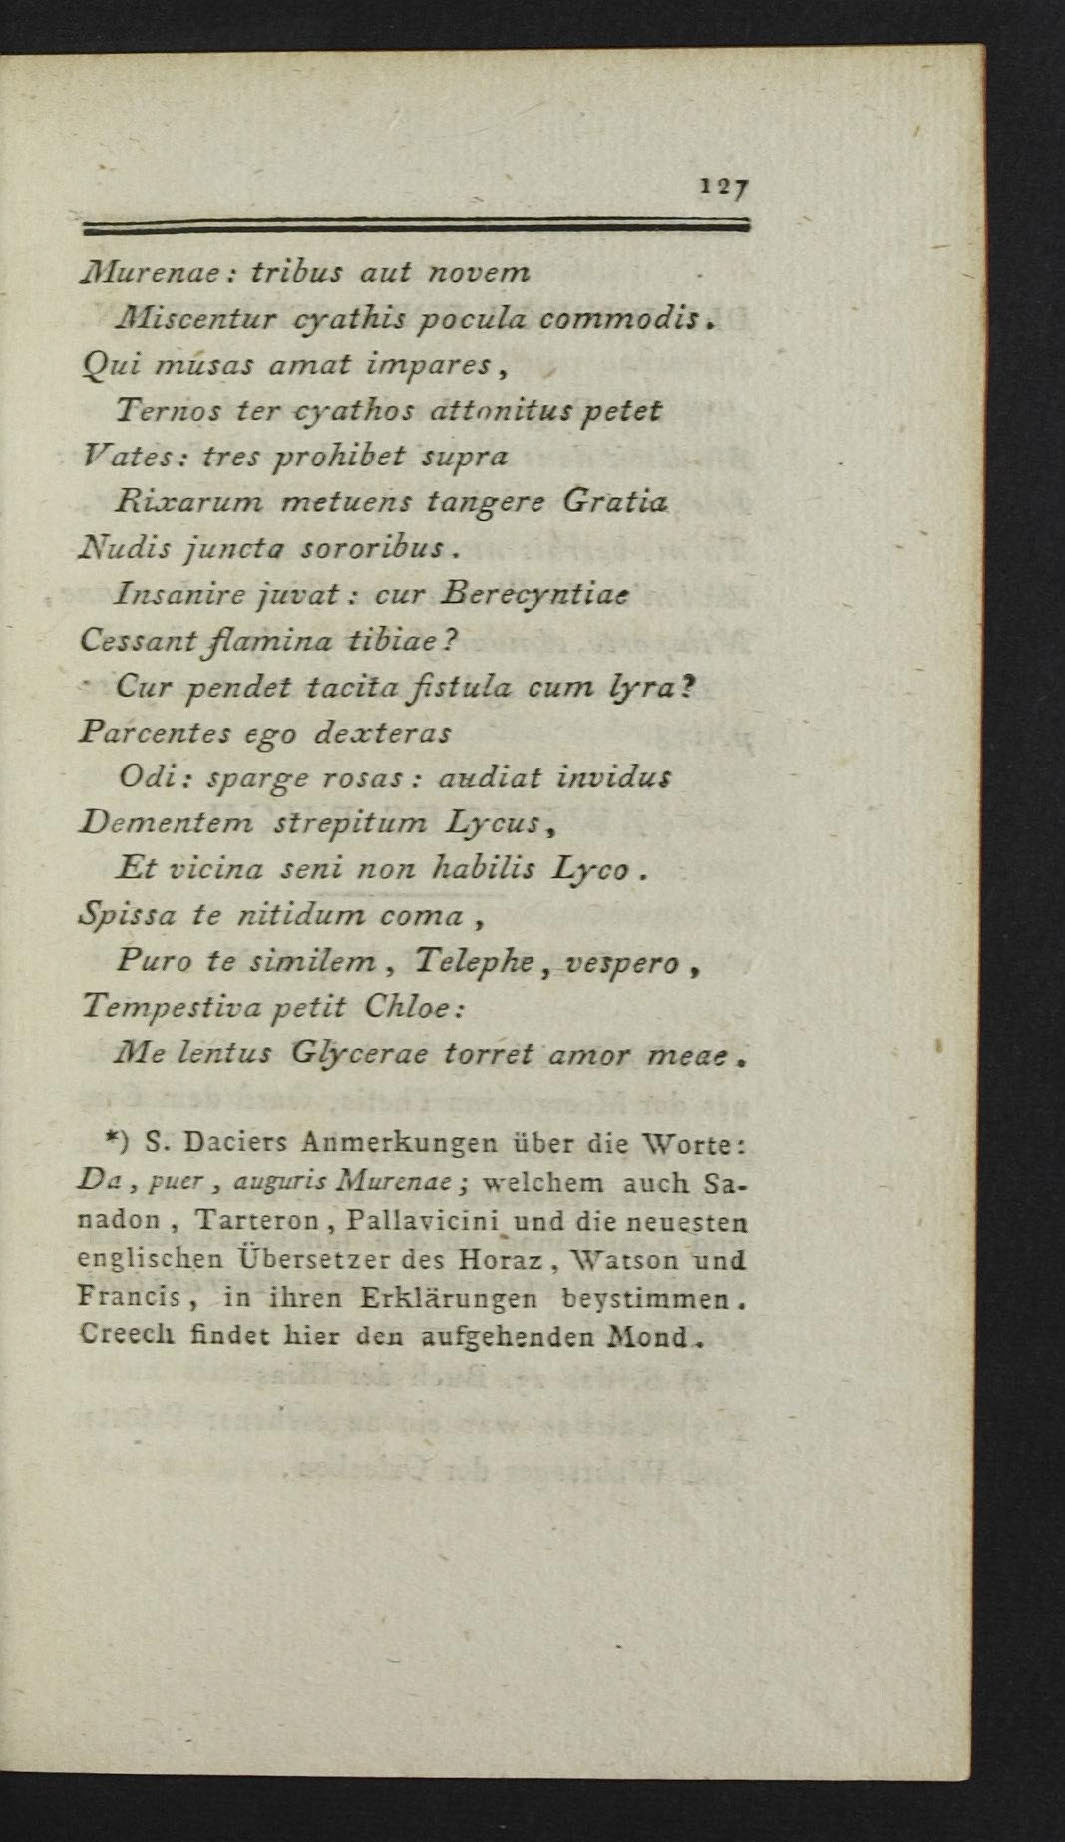 127
Murenae: tribus aut novem
Miscentur cyathis pocula commodis.
Qui musas amat impares,
Ternos ter cyathos attonitus petet
Vates: tres prohibet supra
Rixarum metuens tangere Gratia
Nudis juncta sororibus.
Insanire juvat: cur Berecyntiae
Cessant flamina tibiae?
Cur pendet tacita fistula cum lyra?
Parcentes ego dexteras
Odi: sparge rosas: audiat invidus
Dementem strepitum Lycus,
Et vicina seni non habilis Lyco.
Spissa te nitidum coma,
Puro te similem, Telephe, vespero,
Tempestiva petit Chloe:
Me lentus Glycerae torret amor meae.
*) S. Daciers Anmerkungen über die Worte:
Da, puer, auguris Murenae; welchem auch Sa-
nadon, Tarteron, Pallavicini und die neuesten
englischen Übersetzer des Horaz, Watson und
Francis, in ihren Erklärungen beystimmen.
Creech findet hier den aufgehenden Mond.